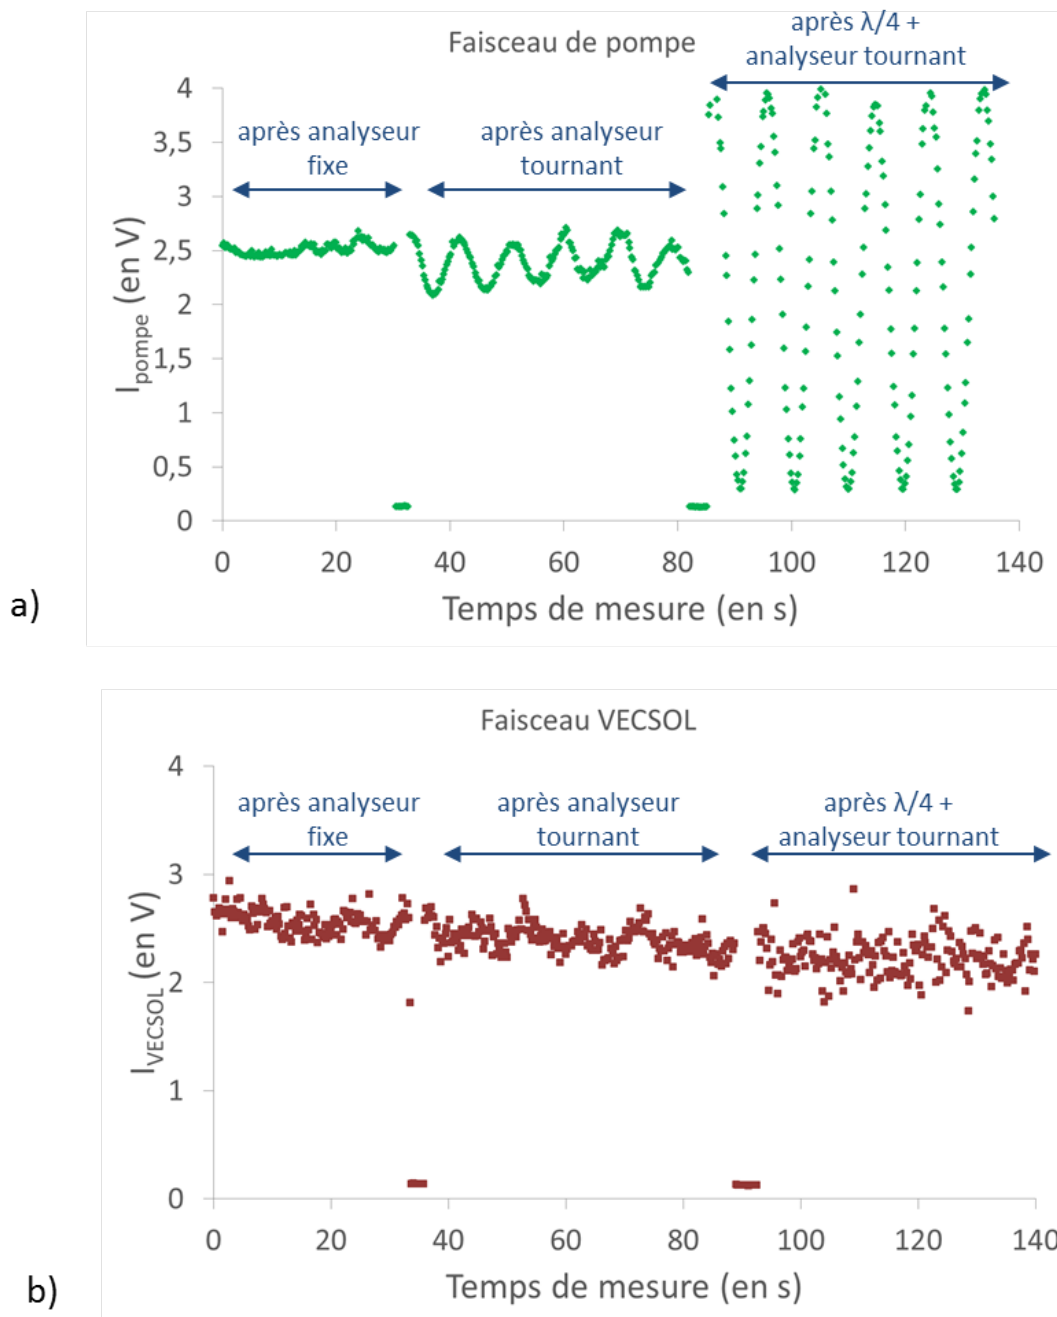 après λ/4 +
analyseur tournant
Faisceau de pompe
après analyseur
fixe
après analyseur
tournant
4
3,5
3
2,5
2
1,5
1
0,5
0
I pompe (en V)
0 20 40 60 80 100 120 140
Temps de mesure (en s)
a)
Faisceau VECSOL
après analyseur
fixe
après analyseur
tournant
après λ/4 +
analyseur tournant
4
3
2
1
0
I VECSOL (en V)
0 20 40 60 80 100 120 140
Temps de mesure (en s)
b)